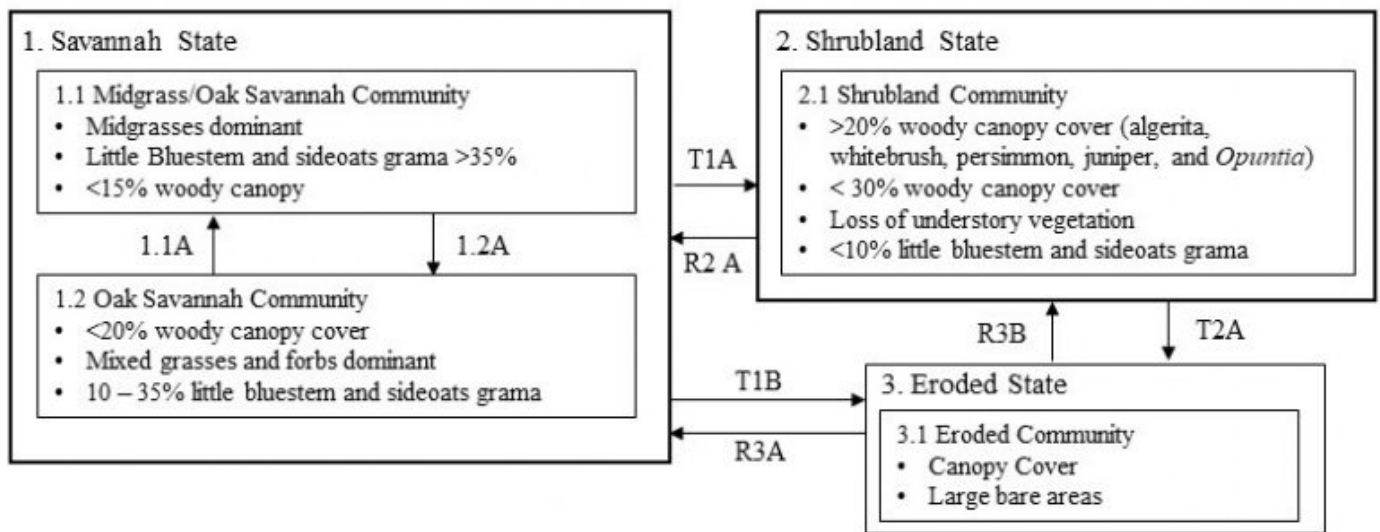 1. Savannah State
1.1 Midgrass/Oak Savannah Community
• Midgrasses dominant
• Little Bluestem and sideoats grama >35%
• <15% woody canopy
1.1A
1.2A
1.2 Oak Savannah Community
• <20% woody canopy cover
• Mixed grasses and forbs dominant
• 10 – 35% little bluestem and sideoats grama
T1A
R2 A
2. Shrubland State
2.1 Shrubland Community
• >20% woody canopy cover (algerita,
whitebrush, persimmon, juniper, and Opuntia)
• < 30% woody canopy cover
• Loss of understory vegetation
• <10% little bluestem and sideoats grama
R3B
T2A
T1B
R3A
3. Eroded State
3.1 Eroded Community
• Canopy Cover
• Large bare areas